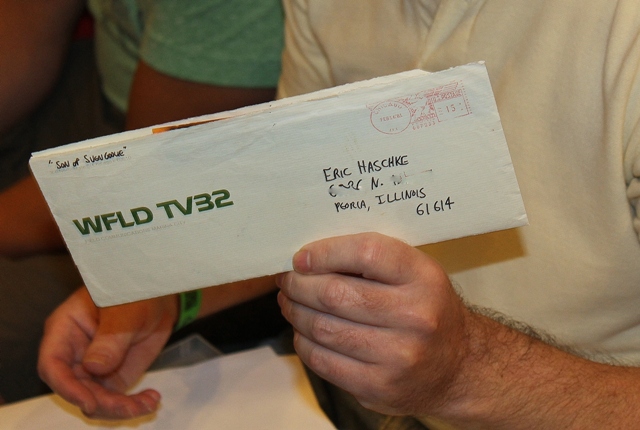 "SON OF SVENGOOLIE"
WFLD TV32
ERIC HASCHKE
N.
PEORIA, ILLINOIS
61614